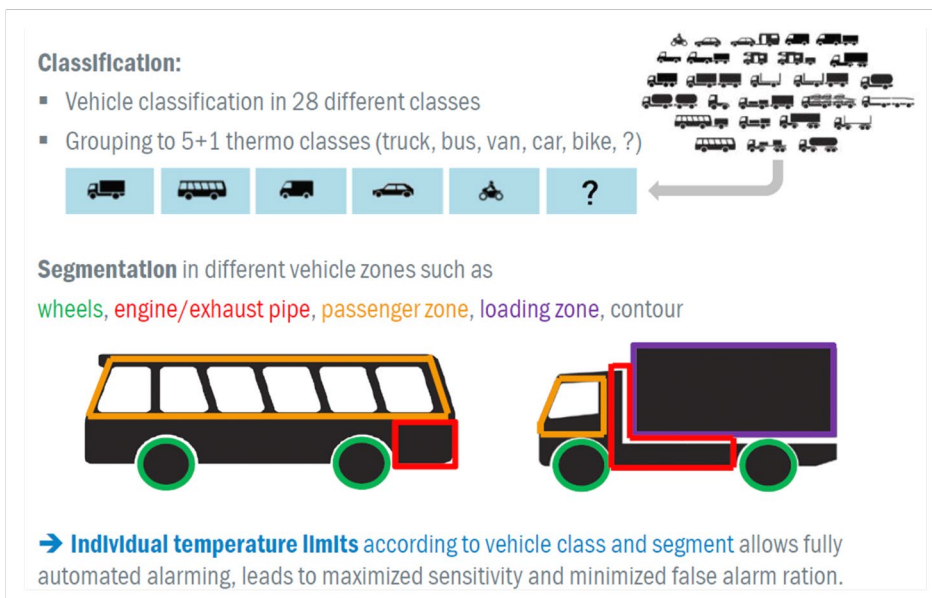 Classification:
▪ Vehicle classification in 28 different classes
▪ Grouping to 5+1 thermo classes (truck, bus, van, car, bike, ?)
?
Segmentation in different vehicle zones such as
wheels, engine/exhaust pipe, passenger zone, loading zone, contour
➔ Individual temperature limits according to vehicle class and segment allows fully
automated alarming, leads to maximized sensitivity and minimized false alarm ration.